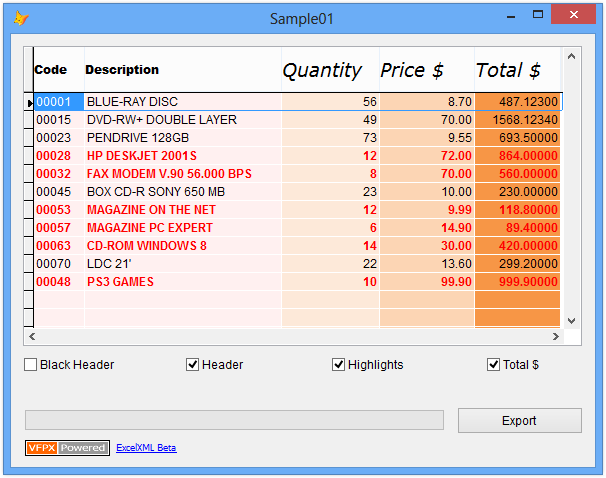 Sample01
Code Description Quantity Price $ Total $
00001 BLUE-RAY DISC 56 8.70 487.12300
00015 DVD-RW+ DOUBLE LAYER 49 70.00 1568.12340
00023 PENDRIVE 128GB 73 9.55 693.50000
00028 HP DESKJET 2001S 12 72.00 864.00000
00032 FAX MODEM V.90 56.000 BPS 8 70.00 560.00000
00045 BOX CD-R SONY 650 MB 23 10.00 230.00000
00053 MAGAZINE ON THE NET 12 9.99 118.80000
00057 MAGAZINE PC EXPERT 6 14.90 89.40000
00063 CD-ROM WINDOWS 8 14 30.00 420.00000
00070 LDC 21' 22 13.60 299.20000
00048 PS3 GAMES 10 99.90 999.90000
Black Header Header Highlights Total $
Export
VFPX Powered ExcelXML Beta